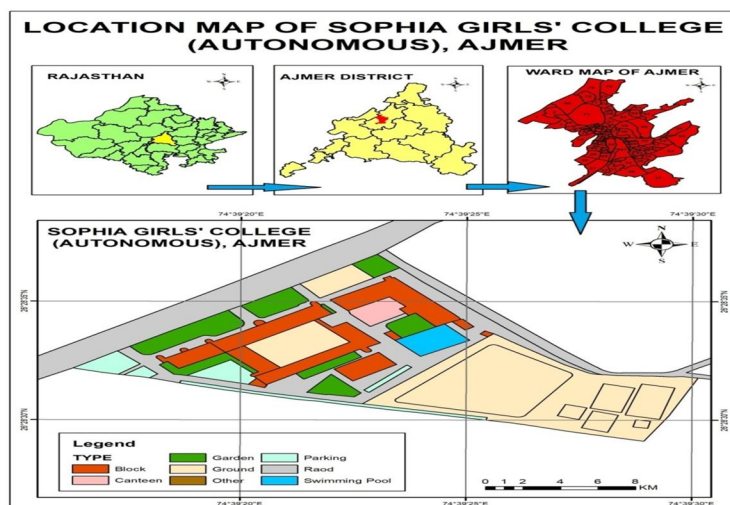 LOCATION MAP OF SOPHIA GIRLS' COLLEGE
(AUTONOMOUS), AJMER
RAJASTHAN
AJMER DISTRICT
WARD MAP OF AJMER
74°39'20"E
74°39'25"E
74°39'30"E
SOPHIA GIRLS' COLLEGE
(AUTONOMOUS), AJMER
N
W
E
S
Legend
TYPE
Block
Canteen
Garden
Ground
Other
Parking
Raod
Swimming Pool
0 1 2 4 6 8
KM
74°39'20"E
74°39'25"E
74°39'30"E